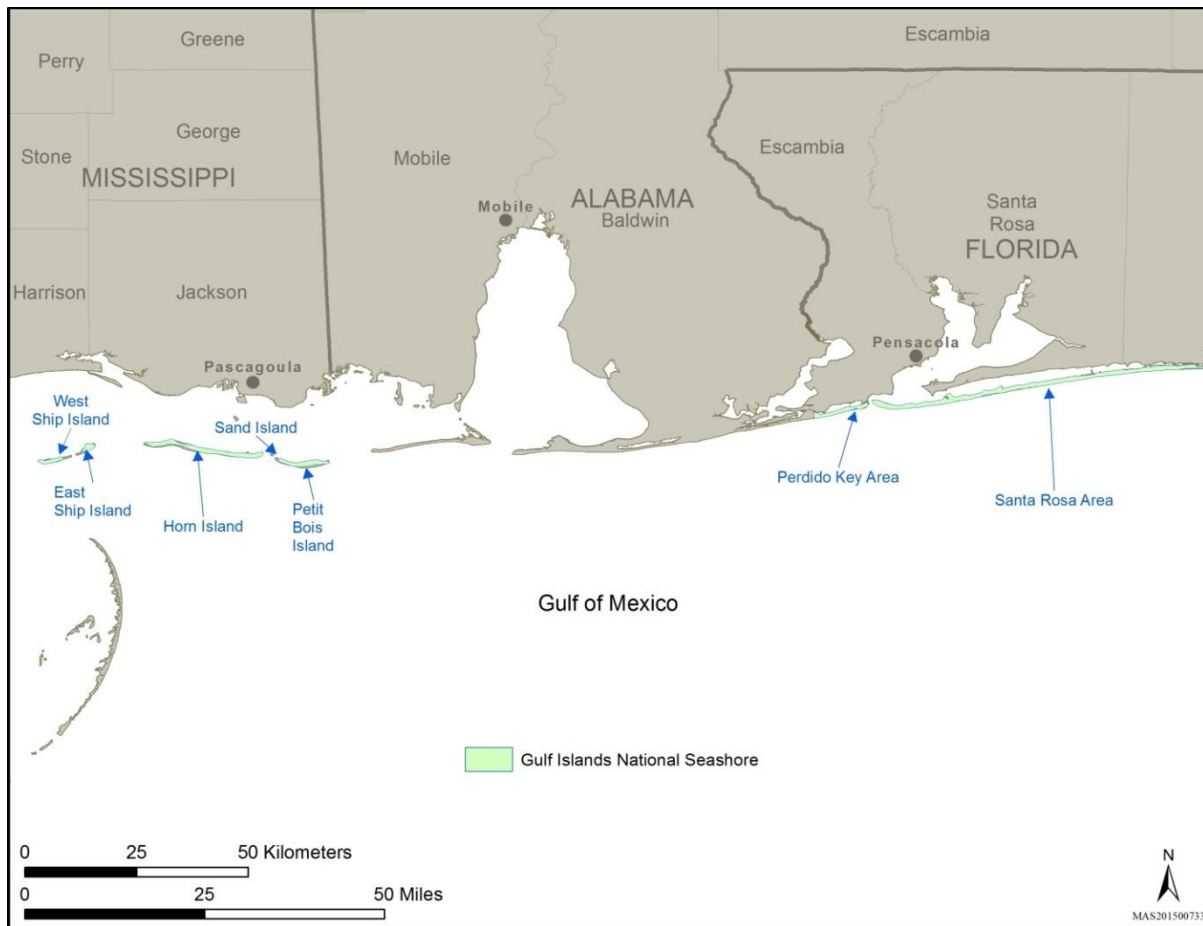 Greene
Escambia
Perry
George
Stone
Mobile
Escambia
MISSISSIPPI
ALABAMA
Baldwin
Santa
Rosa
FLORIDA
Mobile
Harrison
Jackson
Pascagoula
Pensacola
West
Ship Island
Sand Island
East
Ship Island
Horn Island
Petit
Bois
Island
Perdido Key Area
Santa Rosa Area
Gulf of Mexico
Gulf Islands National Seashore
0 25 50 Kilometers
0 25 50 Miles
N
MAS201500733